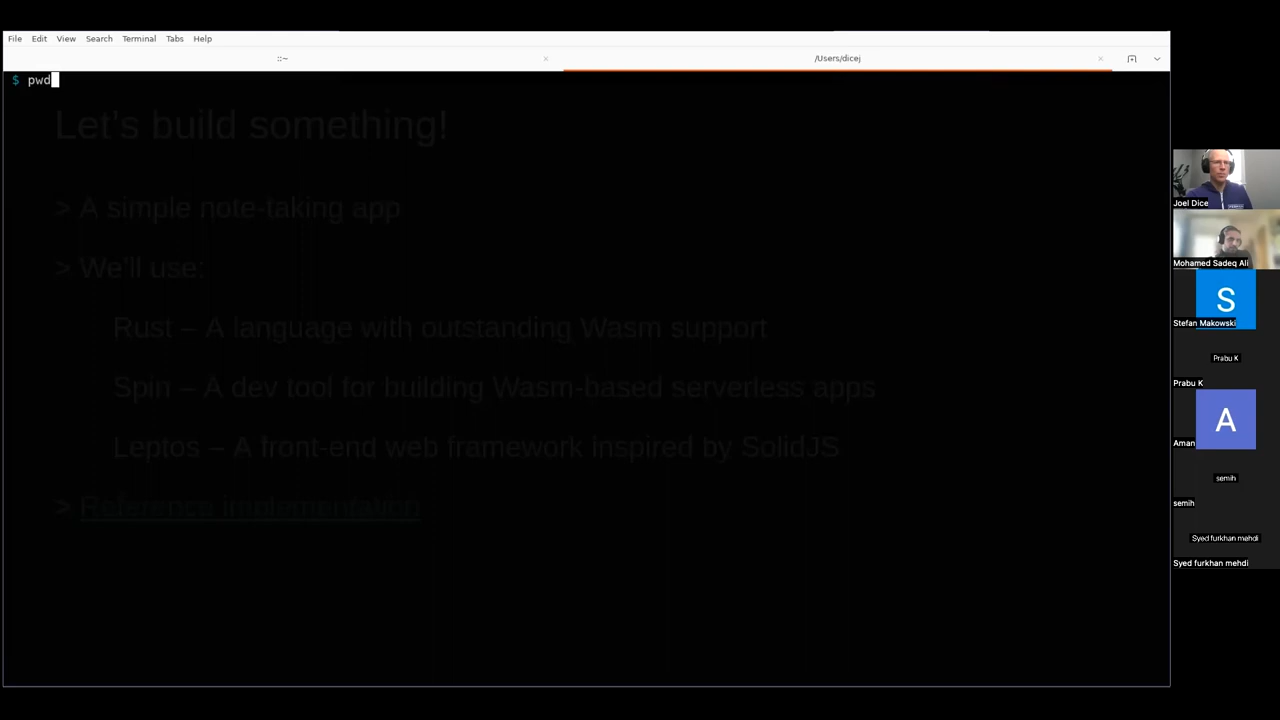 File Edit View Search Terminal Tabs Help
::~
/Users/dicej
$ pwd
Let's build something!
> A simple note-taking app
> We'll use:
Rust – A language with outstanding Wasm support
Spin – A dev tool for building Wasm-based serverless apps
Leptos – A front-end web framework inspired by SolidJS
> Reference implementation
Joel Dice
Mohamed Sadeq Ali
S
Stefan Makowski
Prabu K
Prabu K
A
Aman
semih
semih
Syed furkhan mehdi
Syed furkhan mehdi